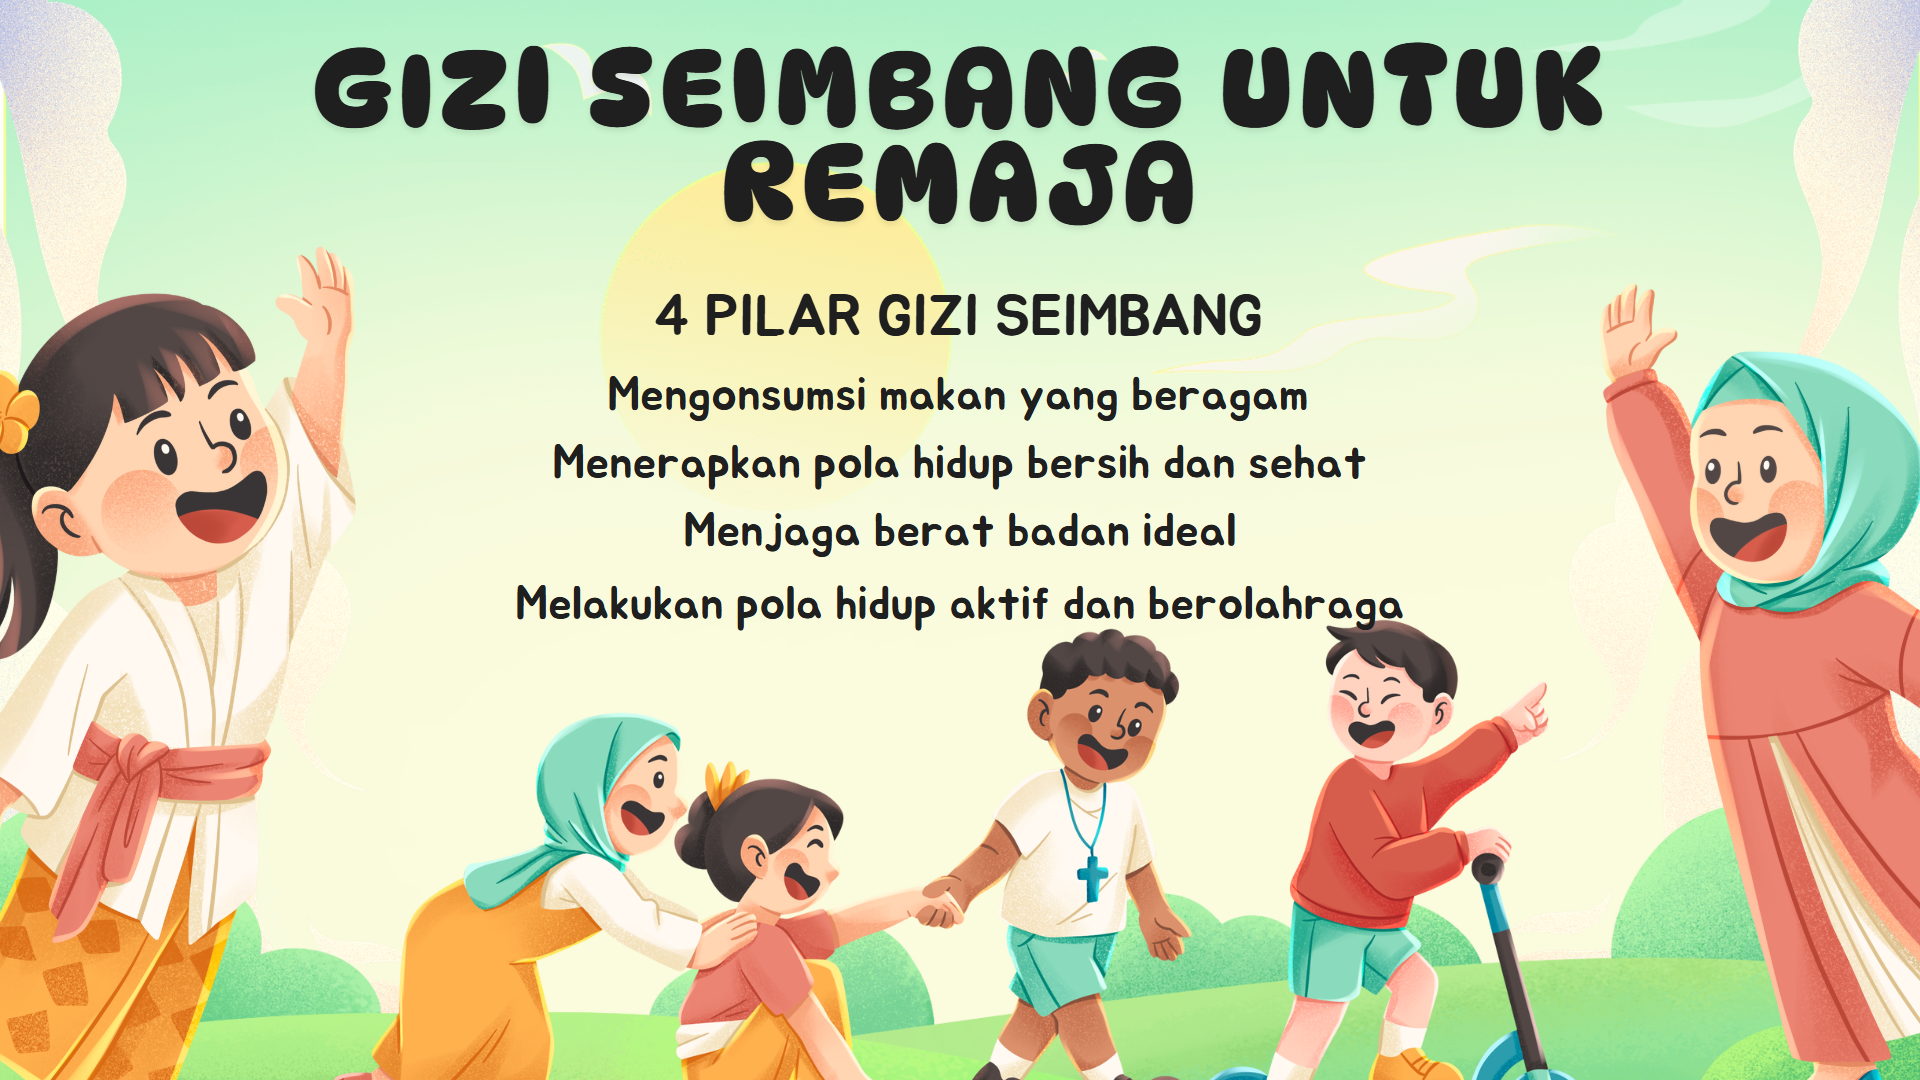 GIZI SEIMBANG UNTUK
REMAJA
4 PILAR GIZI SEIMBANG
Mengonsumsi makan yang beragam
Menerapkan pola hidup bersih dan sehat
Menjaga berat badan ideal
Melakukan pola hidup aktif dan berolahraga